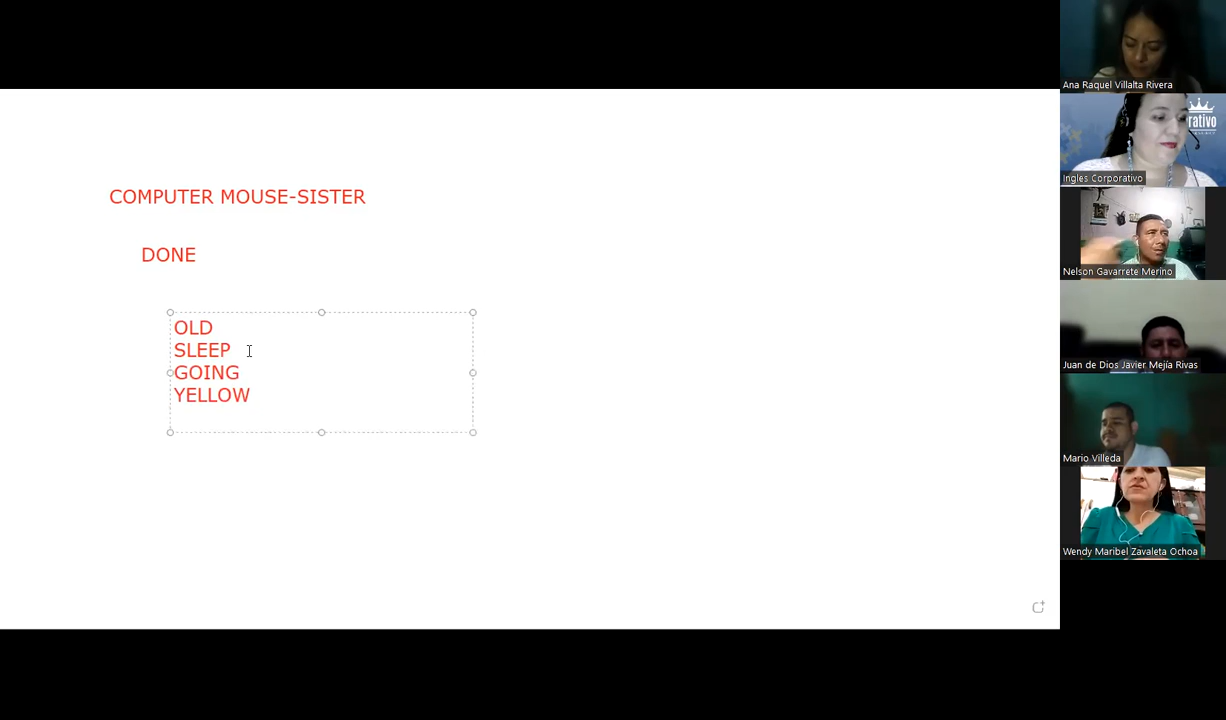 COMPUTER MOUSE-SISTER
DONE
OLD
SLEEP
GOING
YELLOW
Ana Raquel Villalta Rivera
rativo
Ingles Corporativo
Nelson Gavarrete Merino
Juan de Dios Javier Mejía Rivas
Mario Villeda
Wendy Maribel Zavaleta Ochoa